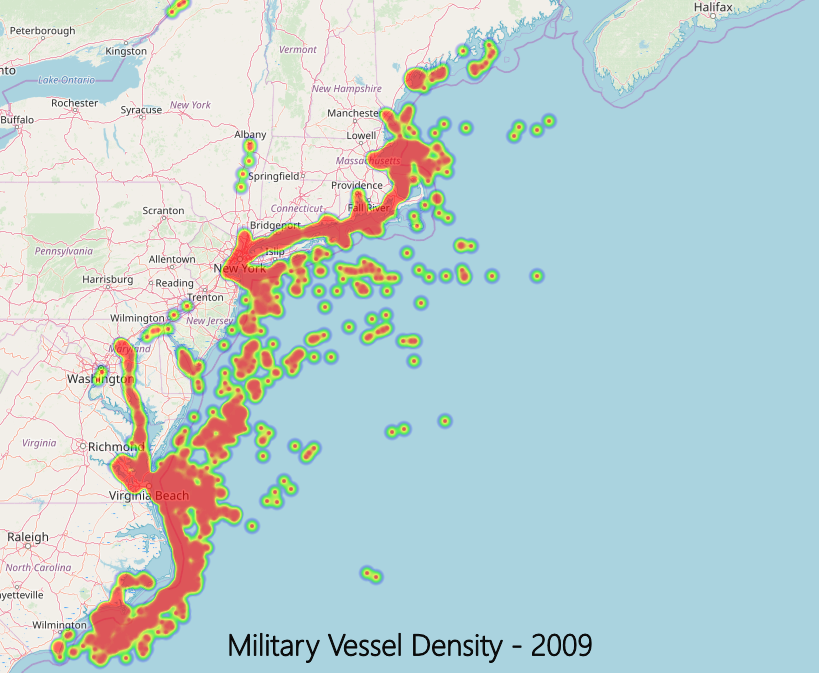 Halifax
Peterborough
Kingston
Vermont
Lake Ontario
Rochester
New York
Syracuse
New Hampshire
Buffalo
Manchester
Albany
Lowell
Massachusetts
Springfield
Providence
Fall River
Scranton
Connecticut
Bridgeport
Pennsylvania
Islip
Allentown
New York
Harrisburg
Reading
Trenton
Wilmington
New Jersey
Maryland
Washington
Virginia
Richmond
Virginia Beach
Raleigh
North Carolina
Wilmington
Military Vessel Density - 2009